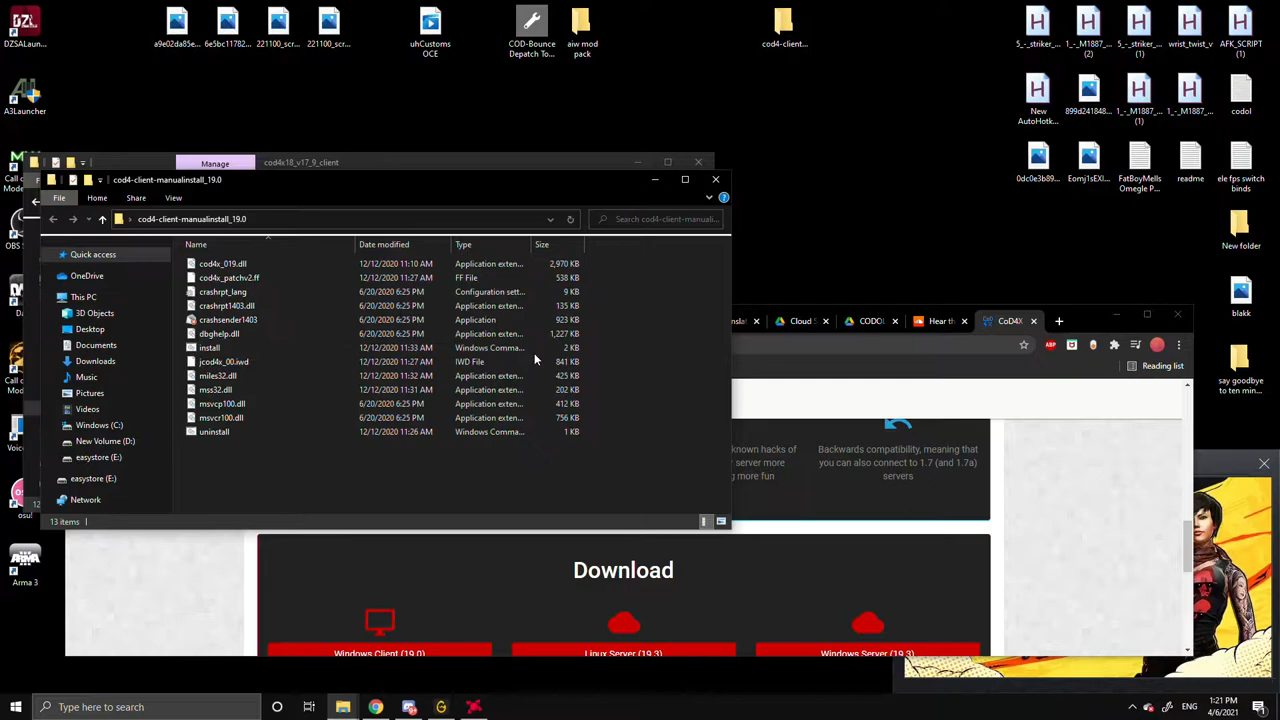 DZSALaun...
a9e02da85e...
6e5bc11782...
221100_scr...
221100_scr...
uhCustoms
OCE
COD-Bounce
Depatch To...
aiw mod
pack
cod4-client...
5_-_striker_...
1_-_M1887_...
(2)
5_-_striker_...
(1)
wrist_twist_v
AFK_SCRIPT
(1)
A3Launcher
New
AutoHotk...
899d241848...
1_-_M1887_...
(1)
1_-_M1887_...
codol
0dc0e3b89...
Eomj1sEXI...
FatBoyMells
Omegle P...
readme
ele fps switch
binds
New folder
blakk
say goodbye
to ten min...
Manage
cod4x18_v17_9_client
cod4-client-manualinstall_19.0
File
Home
Share
View
cod4-client-manualinstall_19.0
Search cod4-client-manuali...
Name
Date modified
Type
Size
Quick access
OneDrive
This PC
3D Objects
Desktop
Documents
Downloads
Music
Pictures
Videos
Windows (C:)
New Volume (D:)
easystore (E:)
easystore (E:)
Network
cod4x_019.dll 12/12/2020 11:10 AM Application exten... 2,970 KB
cod4x_patchv2.ff 12/12/2020 11:27 AM FF File 538 KB
crashrpt_lang 6/20/2020 6:25 PM Configuration sett... 9 KB
crashrpt1403.dll 6/20/2020 6:25 PM Application exten... 135 KB
crashsender1403 6/20/2020 6:25 PM Application 923 KB
dbghelp.dll 6/20/2020 6:25 PM Application exten... 1,227 KB
install 12/12/2020 11:33 AM Windows Comma... 2 KB
jcod4x_00.iwd 12/12/2020 11:27 AM IWD File 841 KB
miles32.dll 12/12/2020 11:32 AM Application exten... 425 KB
mss32.dll 12/12/2020 11:31 AM Application exten... 202 KB
msvcp100.dll 6/20/2020 6:25 PM Application exten... 412 KB
msvcr100.dll 6/20/2020 6:25 PM Application exten... 756 KB
uninstall 12/12/2020 11:26 AM Windows Comma... 1 KB
13 items
Cloud S
CODOL
Hear th
CoD4X
ABP
Reading list
known hacks of
server more
ng more fun
Backwards compatibility, meaning that
you can also connect to 1.7 (and 1.7a)
servers
Download
Windows Client (19.0)
Linux Server (19.3)
Windows Server (19.3)
osu!
Arma 3
Type here to search
ENG
1:21 PM
4/6/2021